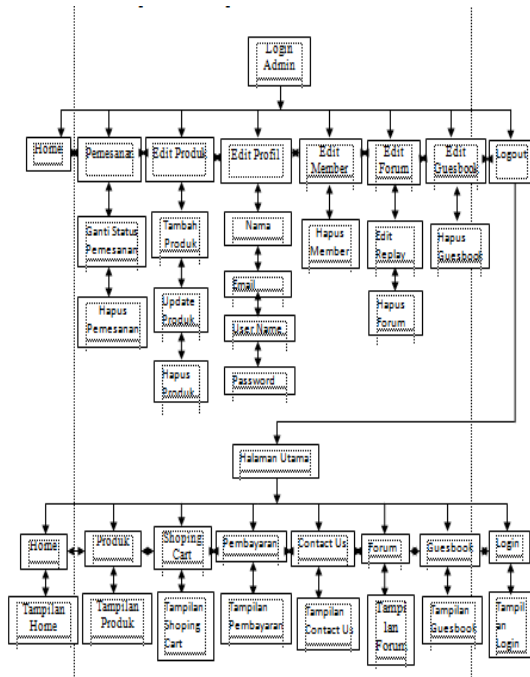 Login
Admin
Home
Pemesanan
Edit Produk
Edit Profil
Edit
Member
Edit
Forum
Edit
Guesbook
Logout
Ganti Status
Pemesanan
Tambah
Produk
Nama
Hapus
Member
Edit
Replay
Hapus
Guesbook
Hapus
Pemesanan
Update
Produk
Email
Hapus
Forum
User Name
Hapus
Produk
Password
Halaman Utama
Home
Produk
Shoping
Cart
Pembayaran
Contact Us
Forum
Guesbook
Login
Tampilan
Home
Tampilan
Produk
Tampilan
Shoping
Cart
Tampilan
Pembayaran
Tampilan
Contact Us
Tampi
lan
Forum
Tampilan
Guesbook
Tampil
an
Login